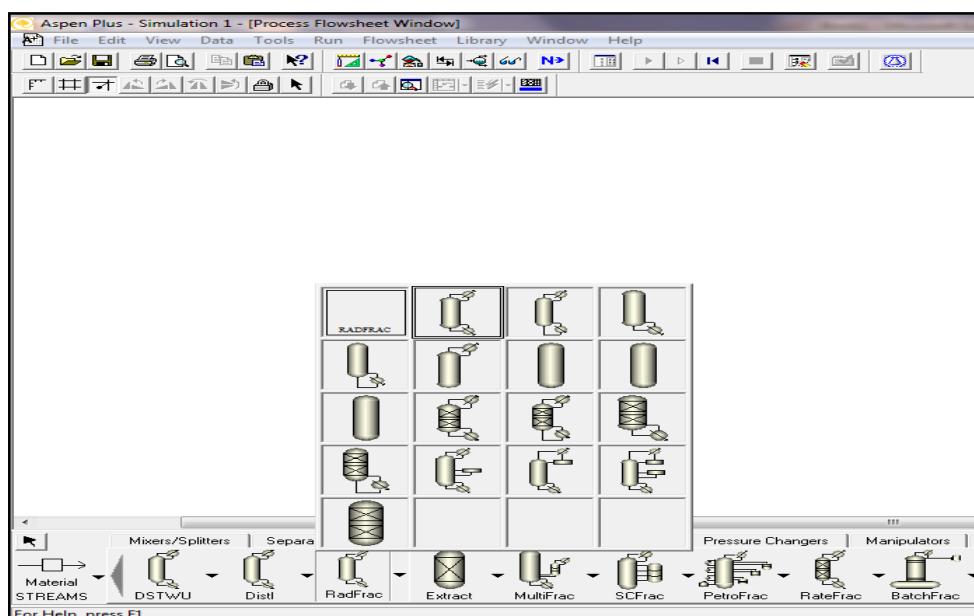 Aspen Plus - Simulation 1 - [Process Flowsheet Window]
File Edit View Data Tools Run Flowsheet Library Window Help
N>
RADFRAC
Mixers/Splitters Separa Pressure Changers Manipulators
Material
STREAMS DSTWU Distl RadFrac Extract MultiFrac SCFrac PetroFrac RateFrac BatchFrac
For Help, press F1